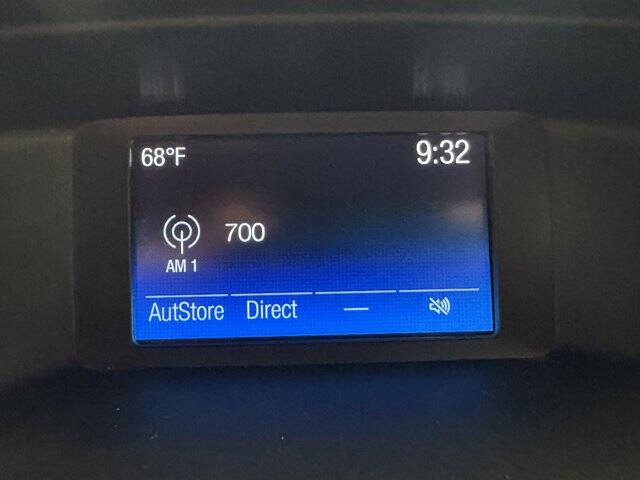 68°F 9:32
700
AM 1
AutStore Direct —